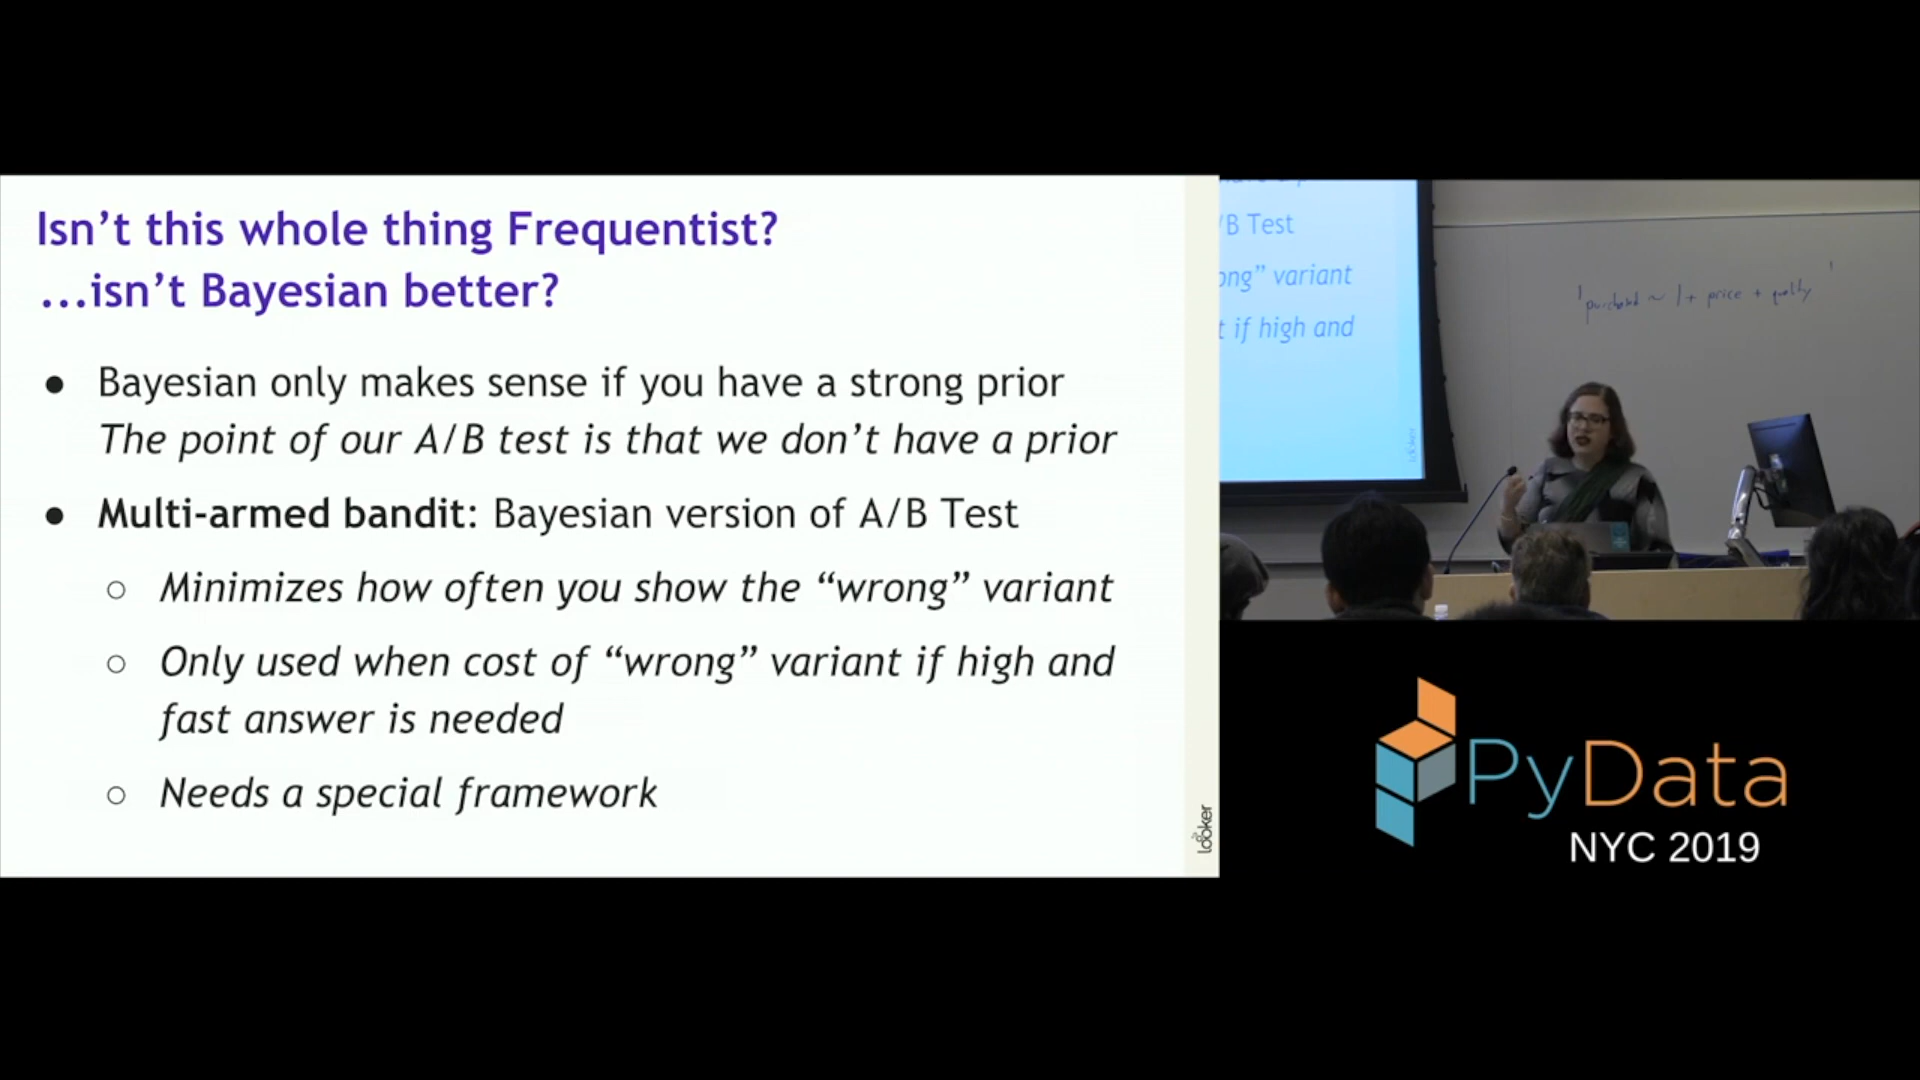 Isn’t this whole thing Frequentist?
...isn’t Bayesian better?
● Bayesian only makes sense if you have a strong prior
The point of our A/B test is that we don’t have a prior
● Multi-armed bandit: Bayesian version of A/B Test
○ Minimizes how often you show the “wrong” variant
○ Only used when cost of “wrong” variant if high and
fast answer is needed
○ Needs a special framework
looker
/B Test
ong” variant
t if high and
purchased ~ 1 + price + quality
PyData
NYC 2019